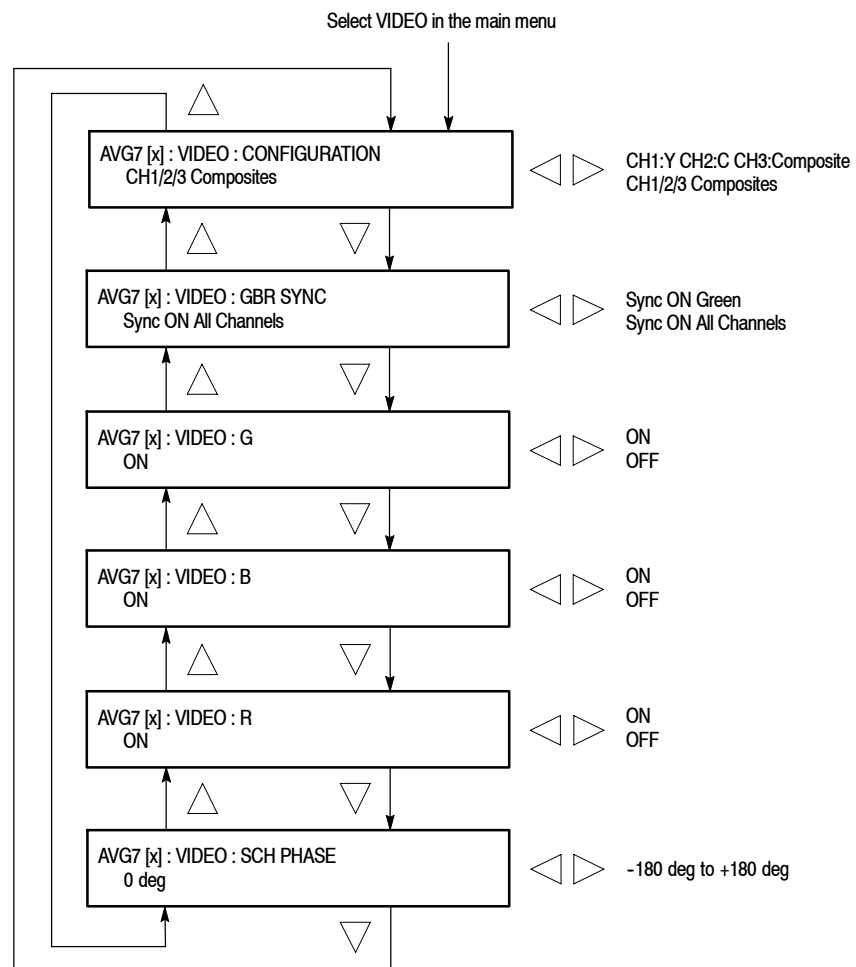 Select VIDEO in the main menu
AVG7 [x] : VIDEO : CONFIGURATION
CH1/2/3 Composites
CH1:Y CH2:C CH3:Composite
CH1/2/3 Composites
AVG7 [x] : VIDEO : GBR SYNC
Sync ON All Channels
Sync ON Green
Sync ON All Channels
AVG7 [x] : VIDEO : G
ON
ON
OFF
AVG7 [x] : VIDEO : B
ON
ON
OFF
AVG7 [x] : VIDEO : R
ON
ON
OFF
AVG7 [x] : VIDEO : SCH PHASE
0 deg
-180 deg to +180 deg